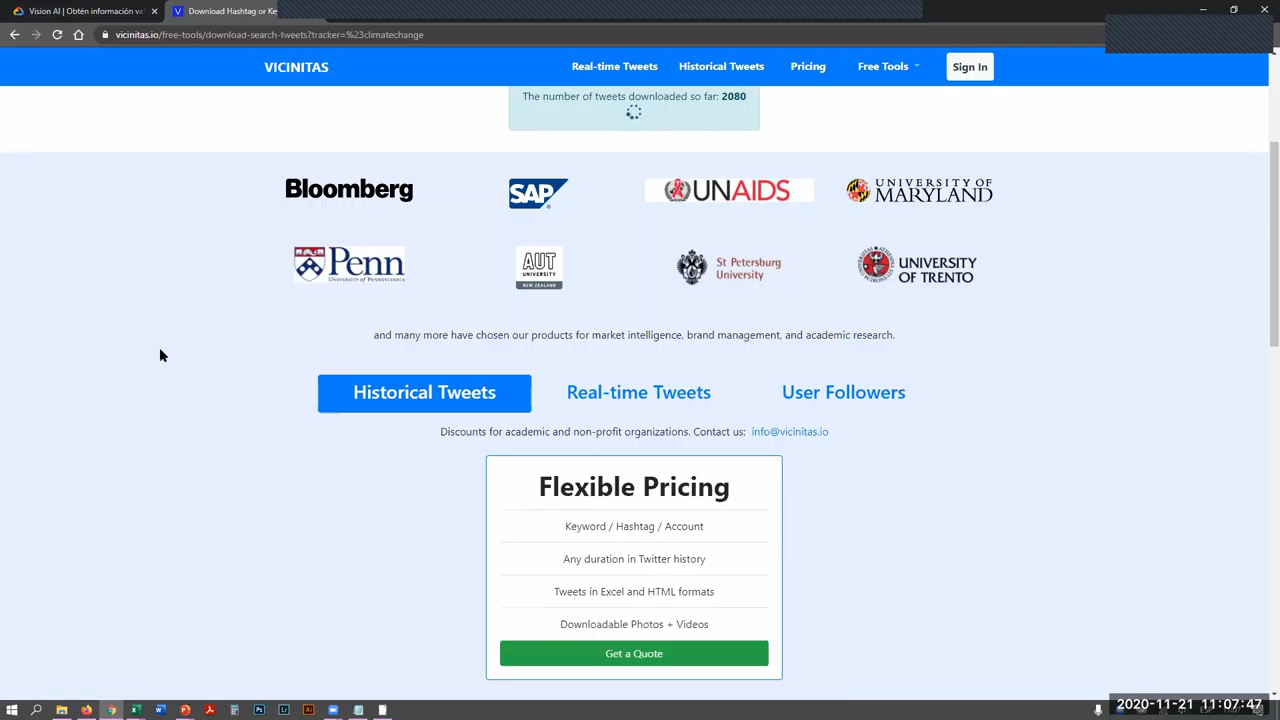 Vision AI | Obtén información va
Download Hashtag or Ke
vicinitas.io/free-tools/download-search-tweets?tracker=%23climatechange
VICINITAS
Real-time Tweets
Historical Tweets
Pricing
Free Tools
Sign In
The number of tweets downloaded so far: 2080
Bloomberg
SAP
UNAIDS
UNIVERSITY OF
MARYLAND
Penn
UNIVERSITY OF PENNSYLVANIA
AUT
UNIVERSITY
NEW ZEALAND
St Petersburg
University
UNIVERSITY
OF TRENTO
and many more have chosen our products for market intelligence, brand management, and academic research.
Historical Tweets
Real-time Tweets
User Followers
Discounts for academic and non-profit organizations. Contact us: info@vicinitas.io
Flexible Pricing
Keyword / Hashtag / Account
Any duration in Twitter history
Tweets in Excel and HTML formats
Downloadable Photos + Videos
Get a Quote
2020-11-21 11:07:47